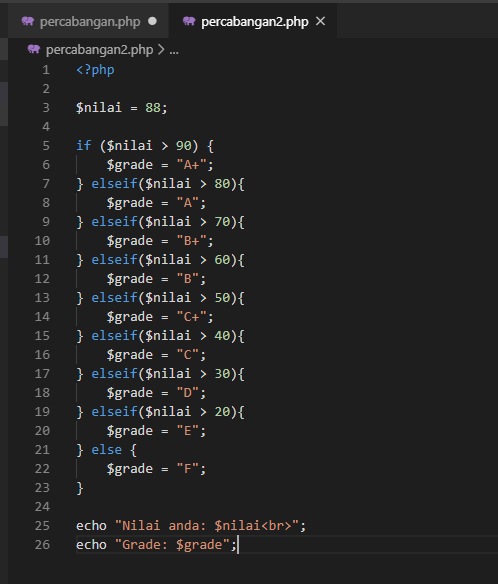 percabangan.php
percabangan2.php
percabangan2.php > ...
1 <?php
2
3 $nilai = 88;
4
5 if ($nilai > 90) {
6     $grade = "A+";
7 } elseif($nilai > 80){
8     $grade = "A";
9 } elseif($nilai > 70){
10     $grade = "B+";
11 } elseif($nilai > 60){
12     $grade = "B";
13 } elseif($nilai > 50){
14     $grade = "C+";
15 } elseif($nilai > 40){
16     $grade = "C";
17 } elseif($nilai > 30){
18     $grade = "D";
19 } elseif($nilai > 20){
20     $grade = "E";
21 } else {
22     $grade = "F";
23 }
24
25 echo "Nilai anda: $nilai<br>";
26 echo "Grade: $grade";